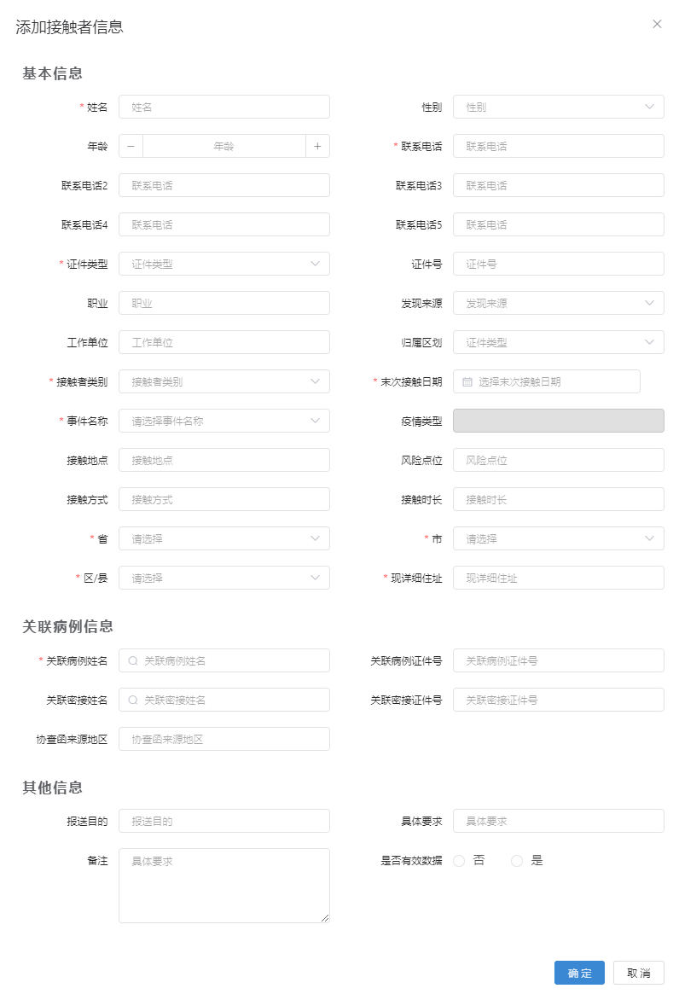 添加接触者信息
基本信息
* 姓名 姓名 性别 性别
年龄 年龄 * 联系电话 联系电话
联系电话2 联系电话 联系电话3 联系电话
联系电话4 联系电话 联系电话5 联系电话
* 证件类型 证件类型 证件号 证件号
职业 职业 发现来源 发现来源
工作单位 工作单位 归属区划 证件类型
* 接触者类别 接触者类别 * 末次接触日期 选择末次接触日期
* 事件名称 请选择事件名称 疫情类型
接触地点 接触地点 风险点位 风险点位
接触方式 接触方式 接触时长 接触时长
* 省 请选择 * 市 请选择
* 区/县 请选择 * 现详细住址 现详细住址
关联病例信息
* 关联病例姓名 关联病例姓名 关联病例证件号 关联病例证件号
关联密接姓名 关联密接姓名 关联密接证件号 关联密接证件号
协查函来源地区 协查函来源地区
其他信息
报送目的 报送目的 具体要求 具体要求
备注 具体要求 是否有效数据 否 是
确定 取消